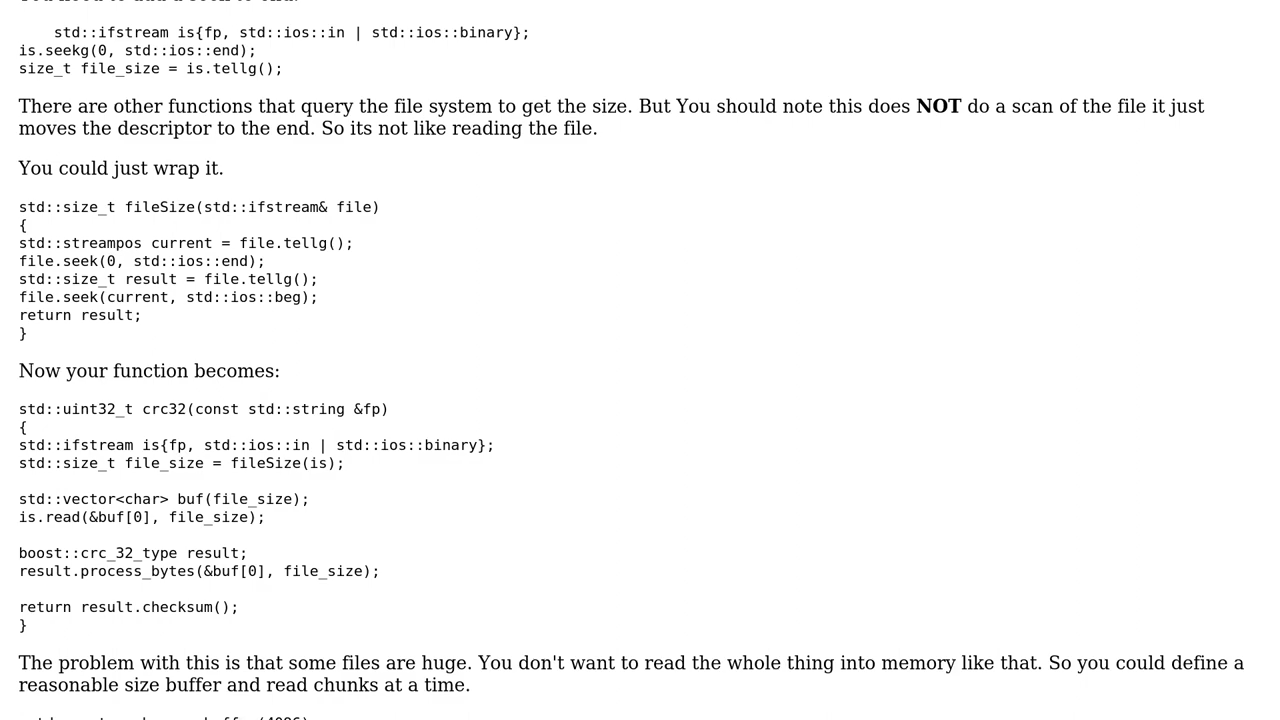 std::ifstream is{fp, std::ios::in | std::ios::binary};
is.seekg(0, std::ios::end);
size_t file_size = is.tellg();
There are other functions that query the file system to get the size. But You should note this does NOT do a scan of the file it just
moves the descriptor to the end. So its not like reading the file.
You could just wrap it.
std::size_t fileSize(std::ifstream& file)
{
std::streampos current = file.tellg();
file.seek(0, std::ios::end);
std::size_t result = file.tellg();
file.seek(current, std::ios::beg);
return result;
}
Now your function becomes:
std::uint32_t crc32(const std::string &fp)
{
std::ifstream is{fp, std::ios::in | std::ios::binary};
std::size_t file_size = fileSize(is);
std::vector<char> buf(file_size);
is.read(&buf[0], file_size);
boost::crc_32_type result;
result.process_bytes(&buf[0], file_size);
return result.checksum();
}
The problem with this is that some files are huge. You don't want to read the whole thing into memory like that. So you could define a
reasonable size buffer and read chunks at a time.